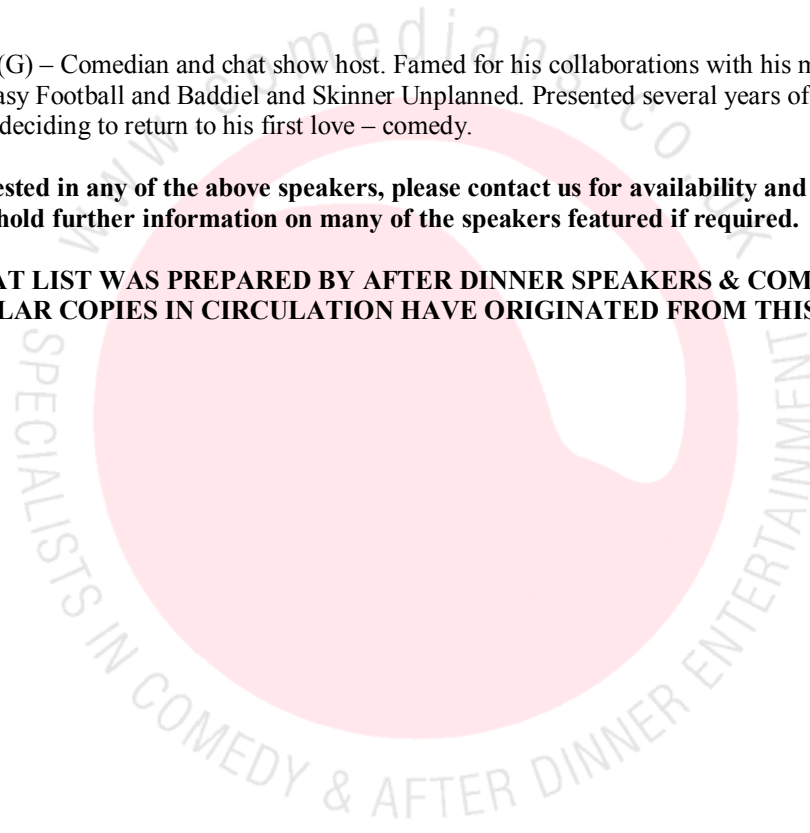 (G) – Comedian and chat show host. Famed for his collaborations with his m
asy Football and Baddiel and Skinner Unplanned. Presented several years of
deciding to return to his first love – comedy.
ested in any of the above speakers, please contact us for availability and
hold further information on many of the speakers featured if required.
AT LIST WAS PREPARED BY AFTER DINNER SPEAKERS & COM
LAR COPIES IN CIRCULATION HAVE ORIGINATED FROM THIS
www.comedians.co.uk
SPECIALISTS IN COMEDY & AFTER DINNER ENTERTAINMENT